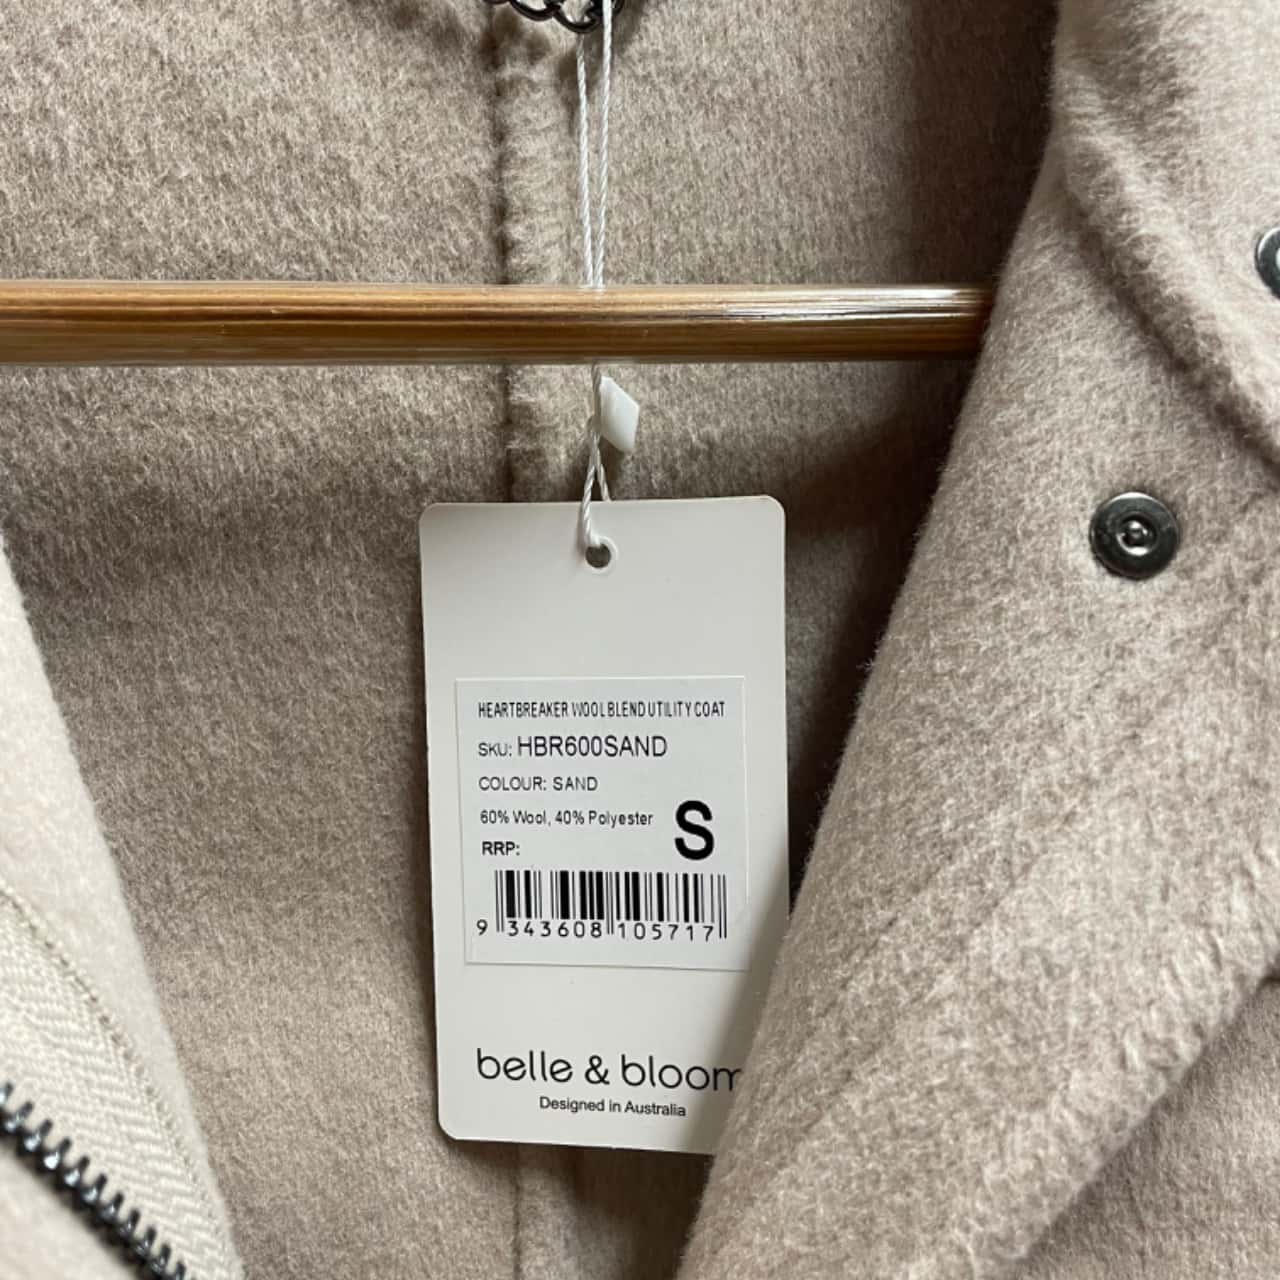 HEARTBREAKER WOOL BLEND UTILITY COAT
SKU: HBR600SAND
COLOUR: SAND
60% Wool, 40% Polyester
S
RRP:
9 343608 105717
belle & bloom
Designed in Australia